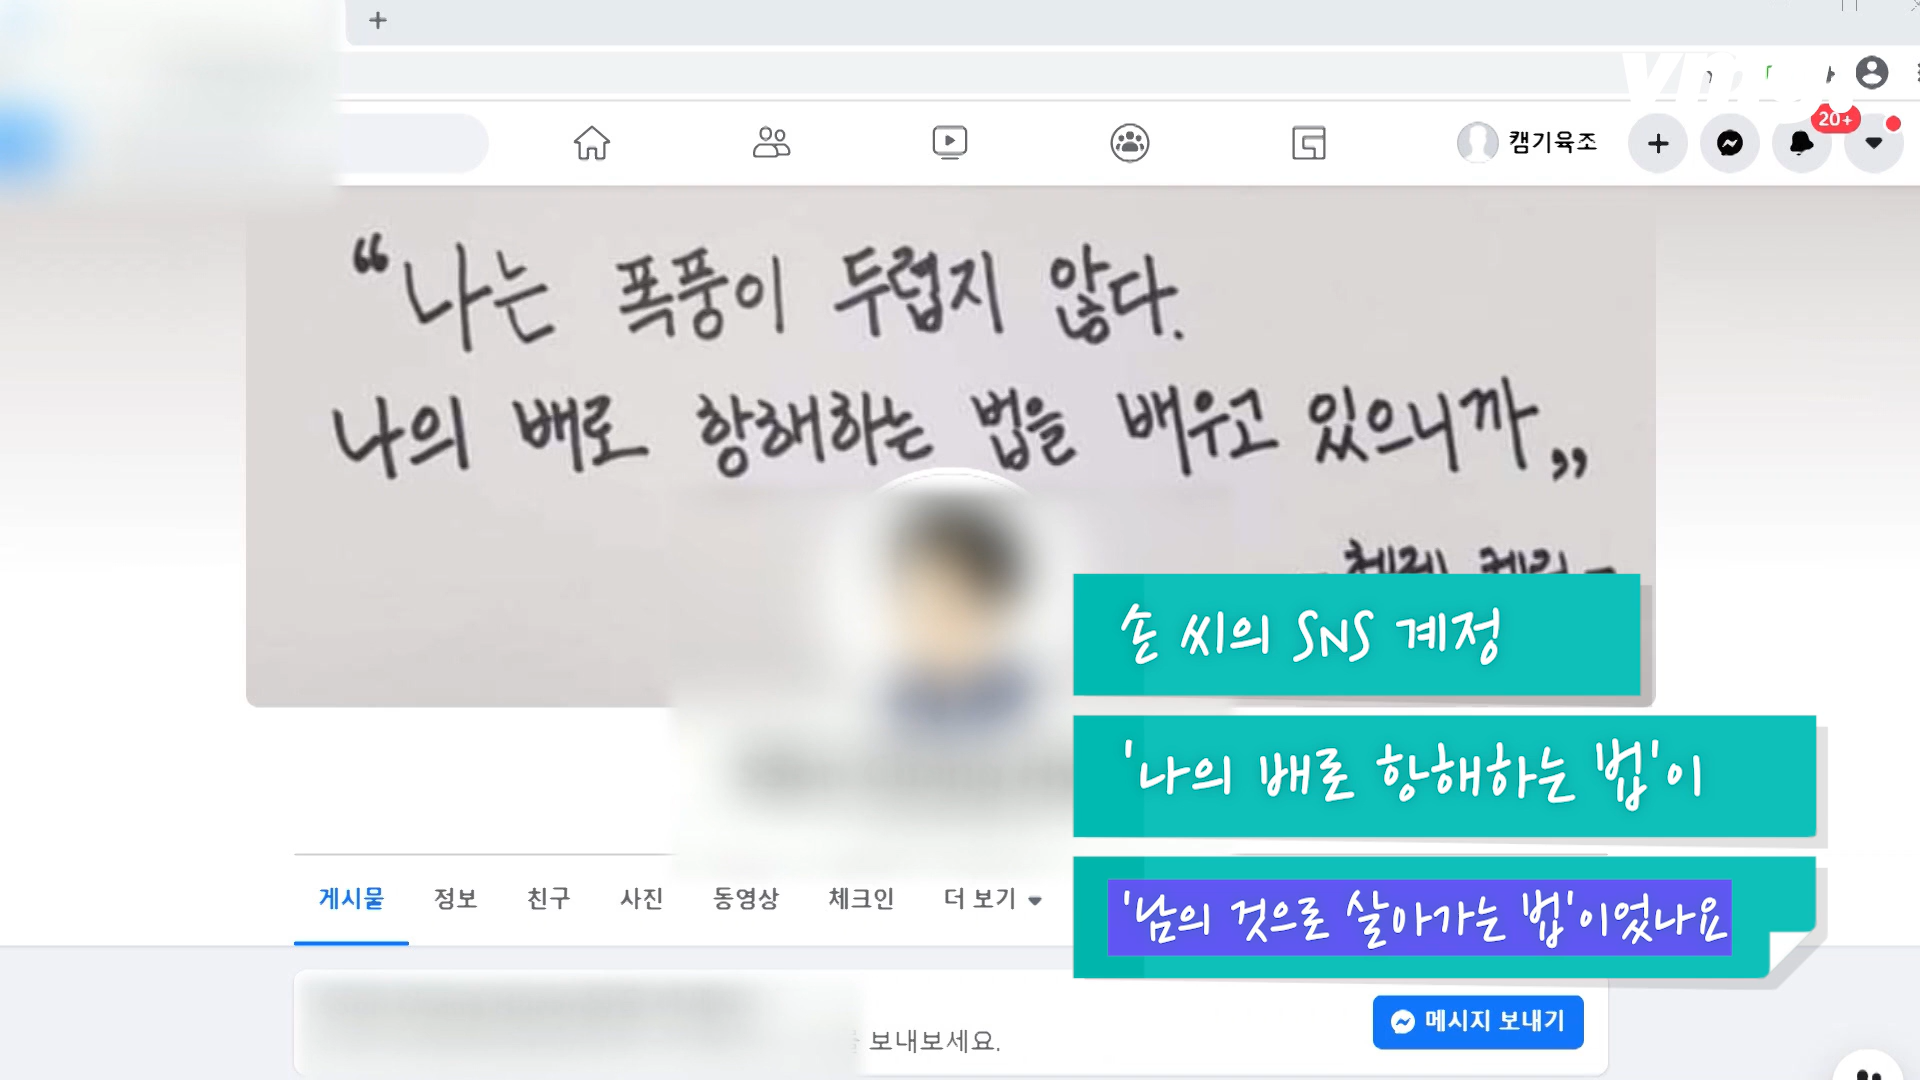 캠기육조
20+
“나는 폭풍이 두렵지 않다.
나의 배로 항해하는 법을 배우고 있으니까„
손 씨의 SNS 계정
'나의 배로 항해하는 법'이
'남의 것으로 살아가는 법'이었나요
게시물 정보 친구 사진 동영상 체크인 더 보기
보내보세요.
메시지 보내기